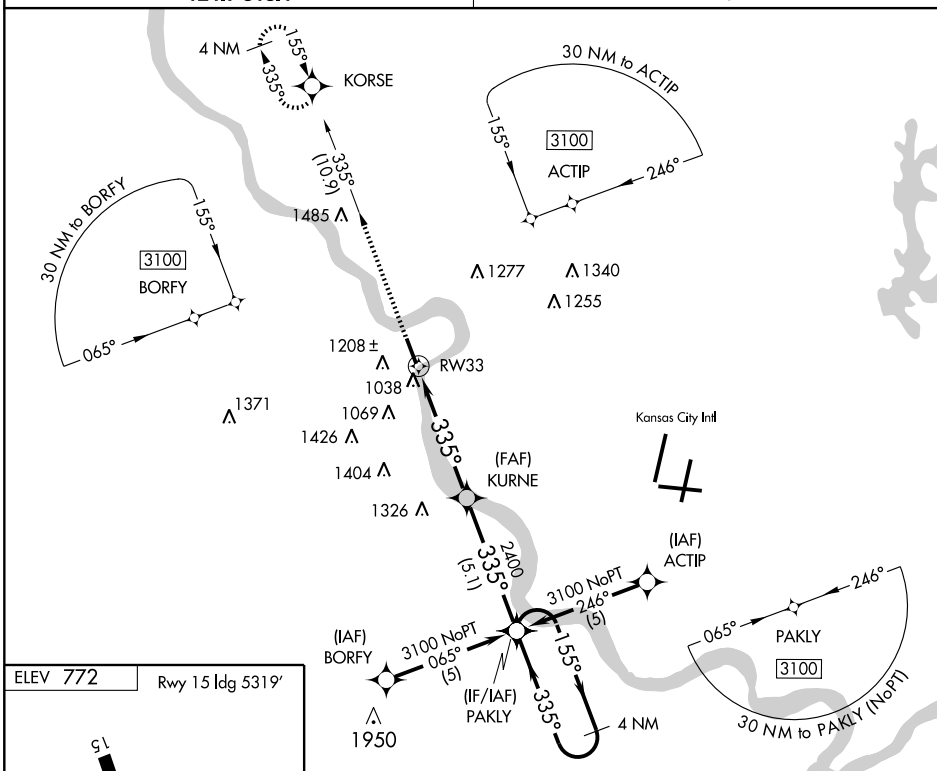 4 NM
155°
335°
KORSE
335°
(10.9)
1485
30 NM to ACTIP
155°
3100
ACTIP
246°
30 NM to BORFY
155°
3100
BORFY
065°
1277
1340
1255
1208 ±
RW33
1038
1371
1069
1426
335°
1404
(FAF)
KURNE
1326
Kansas City Intl
2400
335°
(5.1)
(IAF)
ACTIP
3100 NoPT
246°
(5)
(IAF)
BORFY
3100 NoPT
065°
(5)
(IF/IAF)
PAKLY
155°
335°
4 NM
1950
065°
246°
PAKLY
3100
30 NM to PAKLY (NoPT)
ELEV 772
Rwy 15 ldg 5319'
15